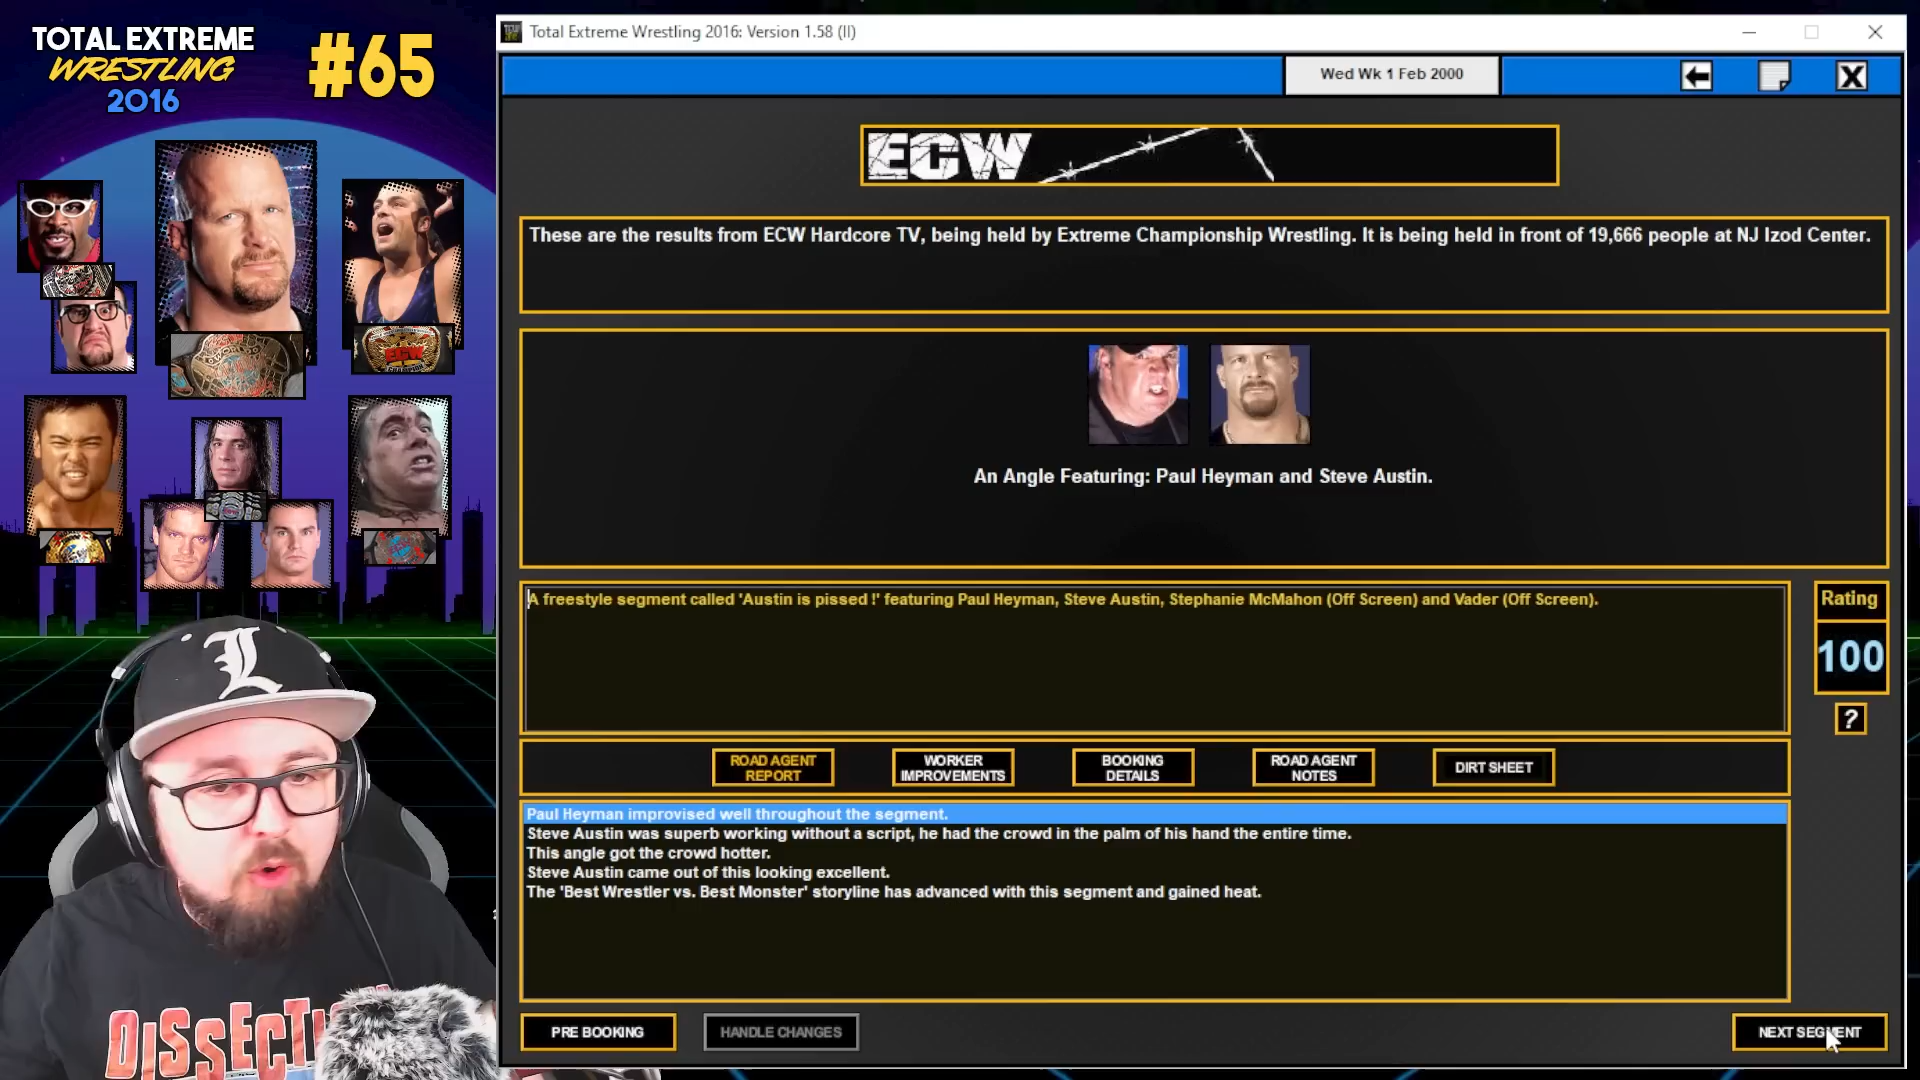 TOTAL EXTREME
WRESTLING
2016
#65
Total Extreme Wrestling 2016: Version 1.58 (II)
Wed Wk 1 Feb 2000
X
ECW
These are the results from ECW Hardcore TV, being held by Extreme Championship Wrestling. It is being held in front of 19,666 people at NJ Izod Center.
An Angle Featuring: Paul Heyman and Steve Austin.
A freestyle segment called 'Austin is pissed !' featuring Paul Heyman, Steve Austin, Stephanie McMahon (Off Screen) and Vader (Off Screen).
Rating
100
?
ROAD AGENT
REPORT
WORKER
IMPROVEMENTS
BOOKING
DETAILS
ROAD AGENT
NOTES
DIRT SHEET
Paul Heyman improvised well throughout the segment.
Steve Austin was superb working without a script, he had the crowd in the palm of his hand the entire time.
This angle got the crowd hotter.
Steve Austin came out of this looking excellent.
The 'Best Wrestler vs. Best Monster' storyline has advanced with this segment and gained heat.
PRE BOOKING
HANDLE CHANGES
NEXT SEGMENT
L
ECW